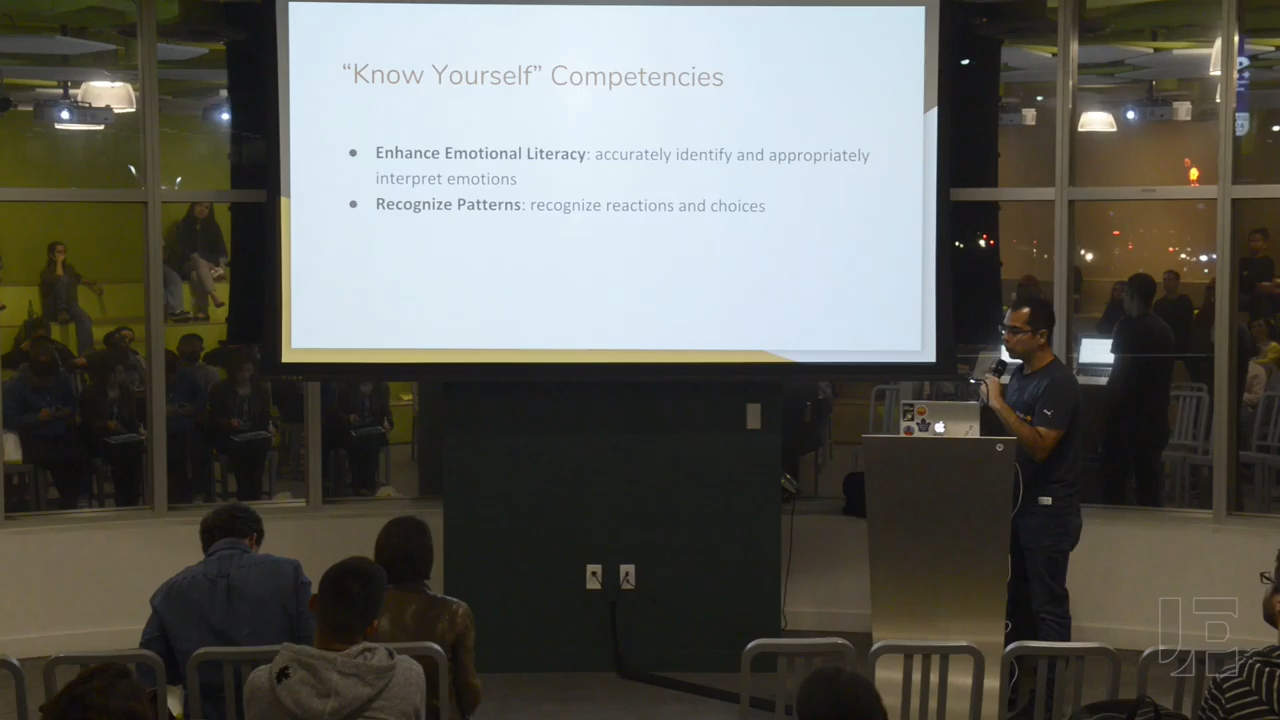 “Know Yourself” Competencies
● Enhance Emotional Literacy: accurately identify and appropriately
interpret emotions
● Recognize Patterns: recognize reactions and choices